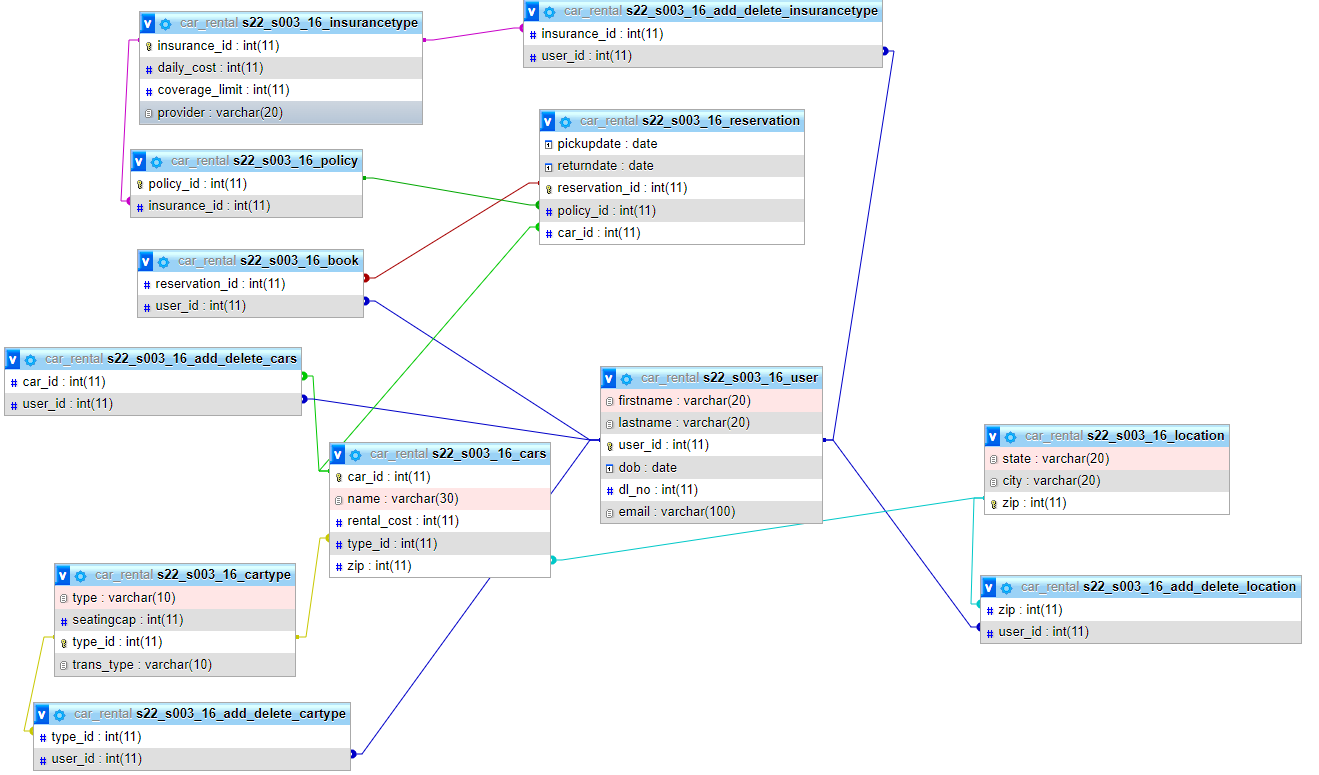 car_rental s22_s003_16_insurancetype
insurance_id : int(11)
daily_cost : int(11)
coverage_limit : int(11)
provider : varchar(20)
car_rental s22_s003_16_add_delete_insurancetype
insurance_id : int(11)
user_id : int(11)
car_rental s22_s003_16_reservation
pickupdate : date
returndate : date
reservation_id : int(11)
policy_id : int(11)
car_id : int(11)
car_rental s22_s003_16_policy
policy_id : int(11)
insurance_id : int(11)
car_rental s22_s003_16_book
reservation_id : int(11)
user_id : int(11)
car_rental s22_s003_16_add_delete_cars
car_id : int(11)
user_id : int(11)
car_rental s22_s003_16_user
firstname : varchar(20)
lastname : varchar(20)
user_id : int(11)
dob : date
dl_no : int(11)
email : varchar(100)
car_rental s22_s003_16_cars
car_id : int(11)
name : varchar(30)
rental_cost : int(11)
type_id : int(11)
zip : int(11)
car_rental s22_s003_16_location
state : varchar(20)
city : varchar(20)
zip : int(11)
car_rental s22_s003_16_cartype
type : varchar(10)
seatingcap : int(11)
type_id : int(11)
trans_type : varchar(10)
car_rental s22_s003_16_add_delete_location
zip : int(11)
user_id : int(11)
car_rental s22_s003_16_add_delete_cartype
type_id : int(11)
user_id : int(11)